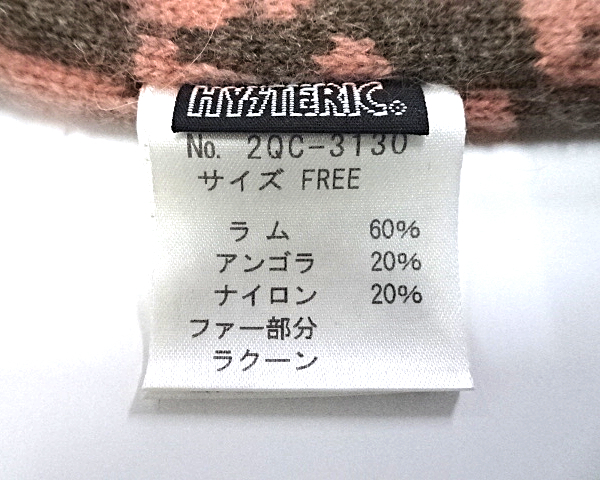 HYSTERIC.
No. 2QC-3130
サイズ FREE
ラム 60%
アンゴラ 20%
ナイロン 20%
ファー部分
ラクーン